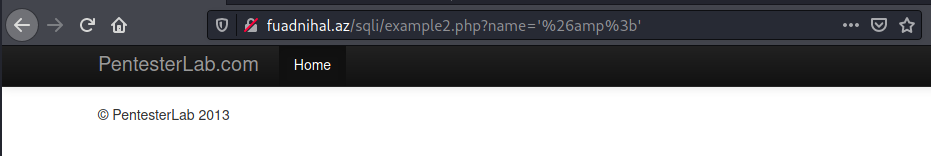 fuadnihal.az/sqli/example2.php?name='%26amp%3b'
PentesterLab.com Home
© PentesterLab 2013